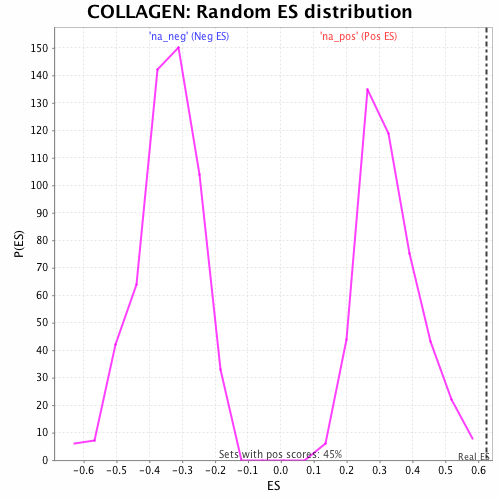 COLLAGEN: Random ES distribution
'na_neg' (Neg ES)
'na_pos' (Pos ES)
150
140
130
120
110
100
90
80
70
60
50
40
30
20
10
0
P(ES)
Sets with pos scores: 45%
Real ES
-0.6 -0.5 -0.4 -0.3 -0.2 -0.1 0.0 0.1 0.2 0.3 0.4 0.5 0.6
ES